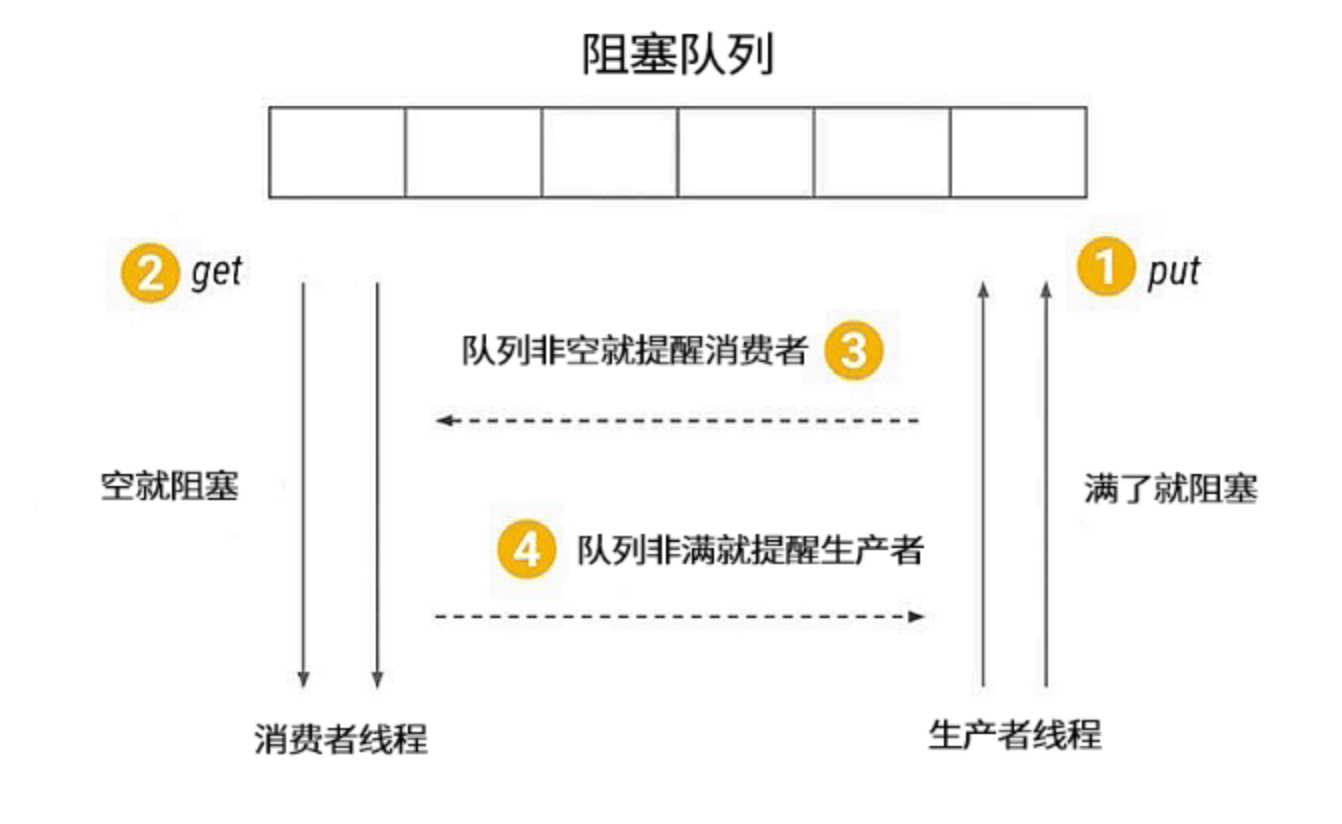 阻塞队列
2 get
1 put
队列非空就提醒消费者 3
空就阻塞
满了就阻塞
4 队列非满就提醒生产者
消费者线程
生产者线程